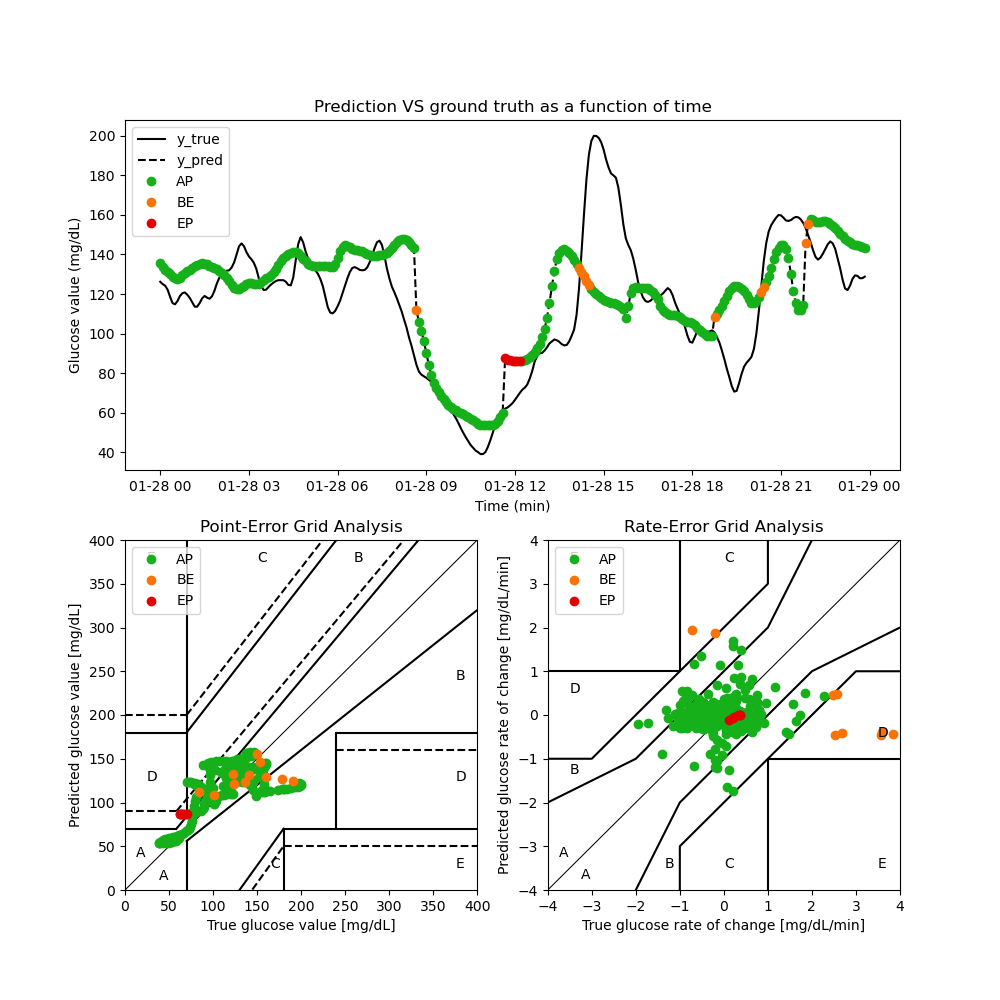 Prediction VS ground truth as a function of time
Glucose value (mg/dL)
200
180
160
140
120
100
80
60
40
y_true
y_pred
AP
BE
EP
01-28 00 01-28 03 01-28 06 01-28 09 01-28 12 01-28 15 01-28 18 01-28 21 01-29 00
Time (min)
Point-Error Grid Analysis
Predicted glucose value [mg/dL]
400
350
300
250
200
150
100
50
0
AP
BE
EP
C
B
B
D
D
A
A
C
E
0 50 100 150 200 250 300 350 400
True glucose value [mg/dL]
Rate-Error Grid Analysis
Predicted glucose rate of change [mg/dL/min]
4
3
2
1
0
−1
−2
−3
−4
AP
BE
EP
C
D
D
B
A
A
B
C
E
−4 −3 −2 −1 0 1 2 3 4
True glucose rate of change [mg/dL/min]